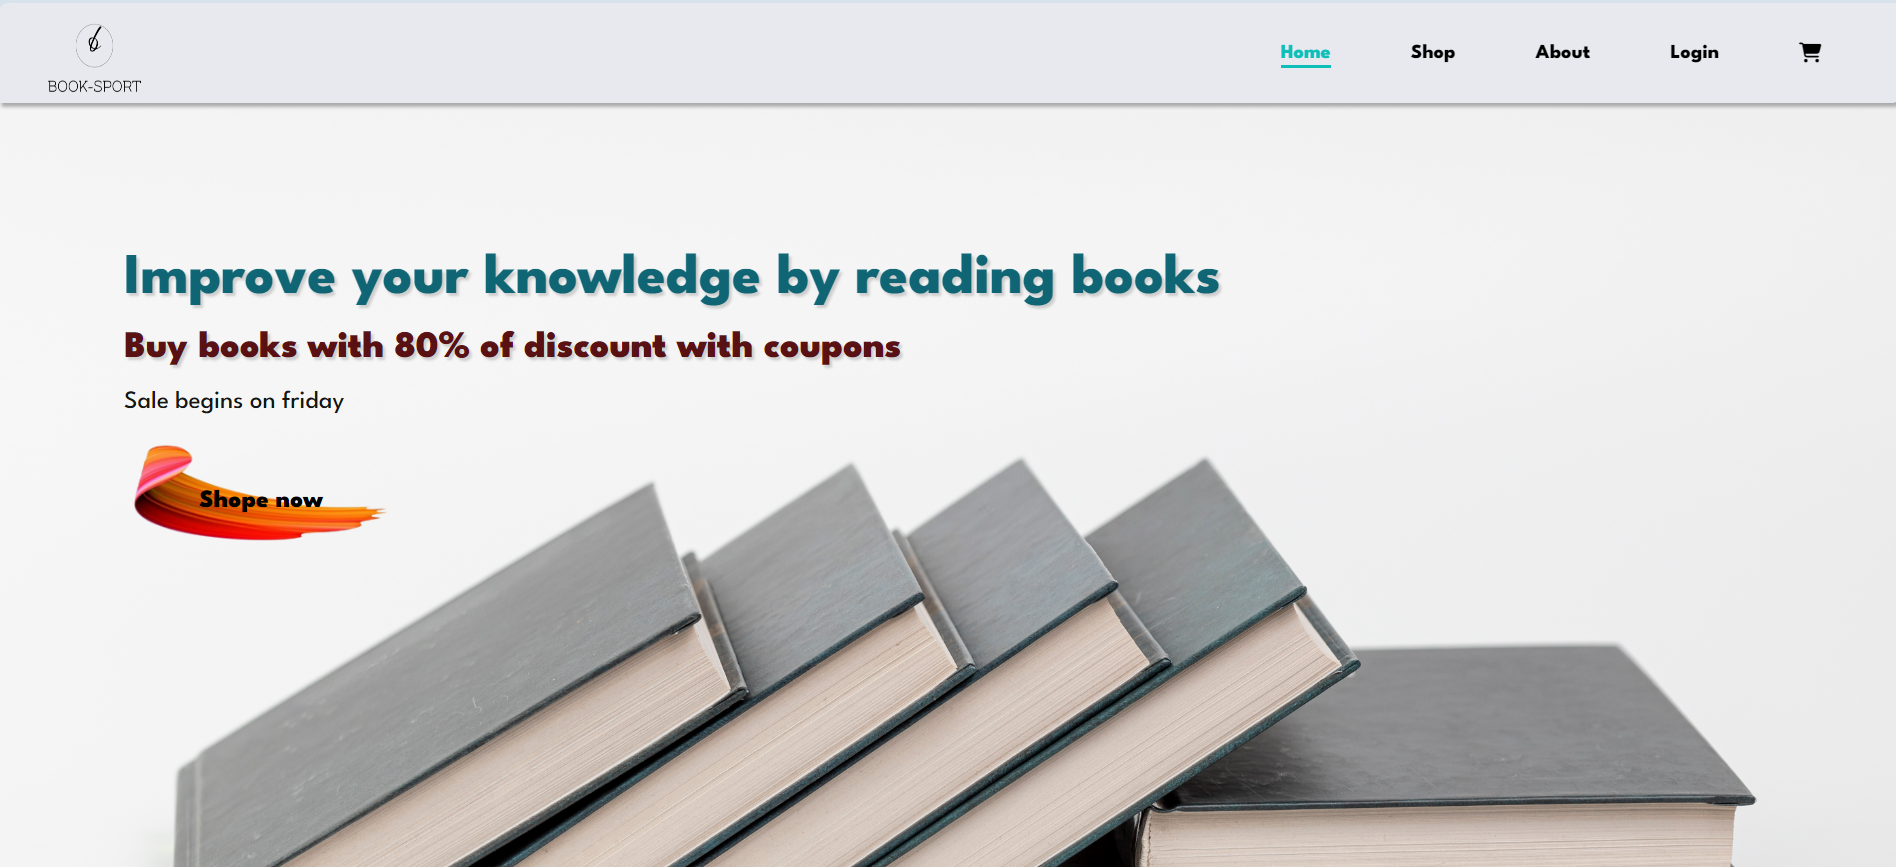 BOOK-SPORT
Home Shop About Login
Improve your knowledge by reading books
Buy books with 80% of discount with coupons
Sale begins on friday
Shope now